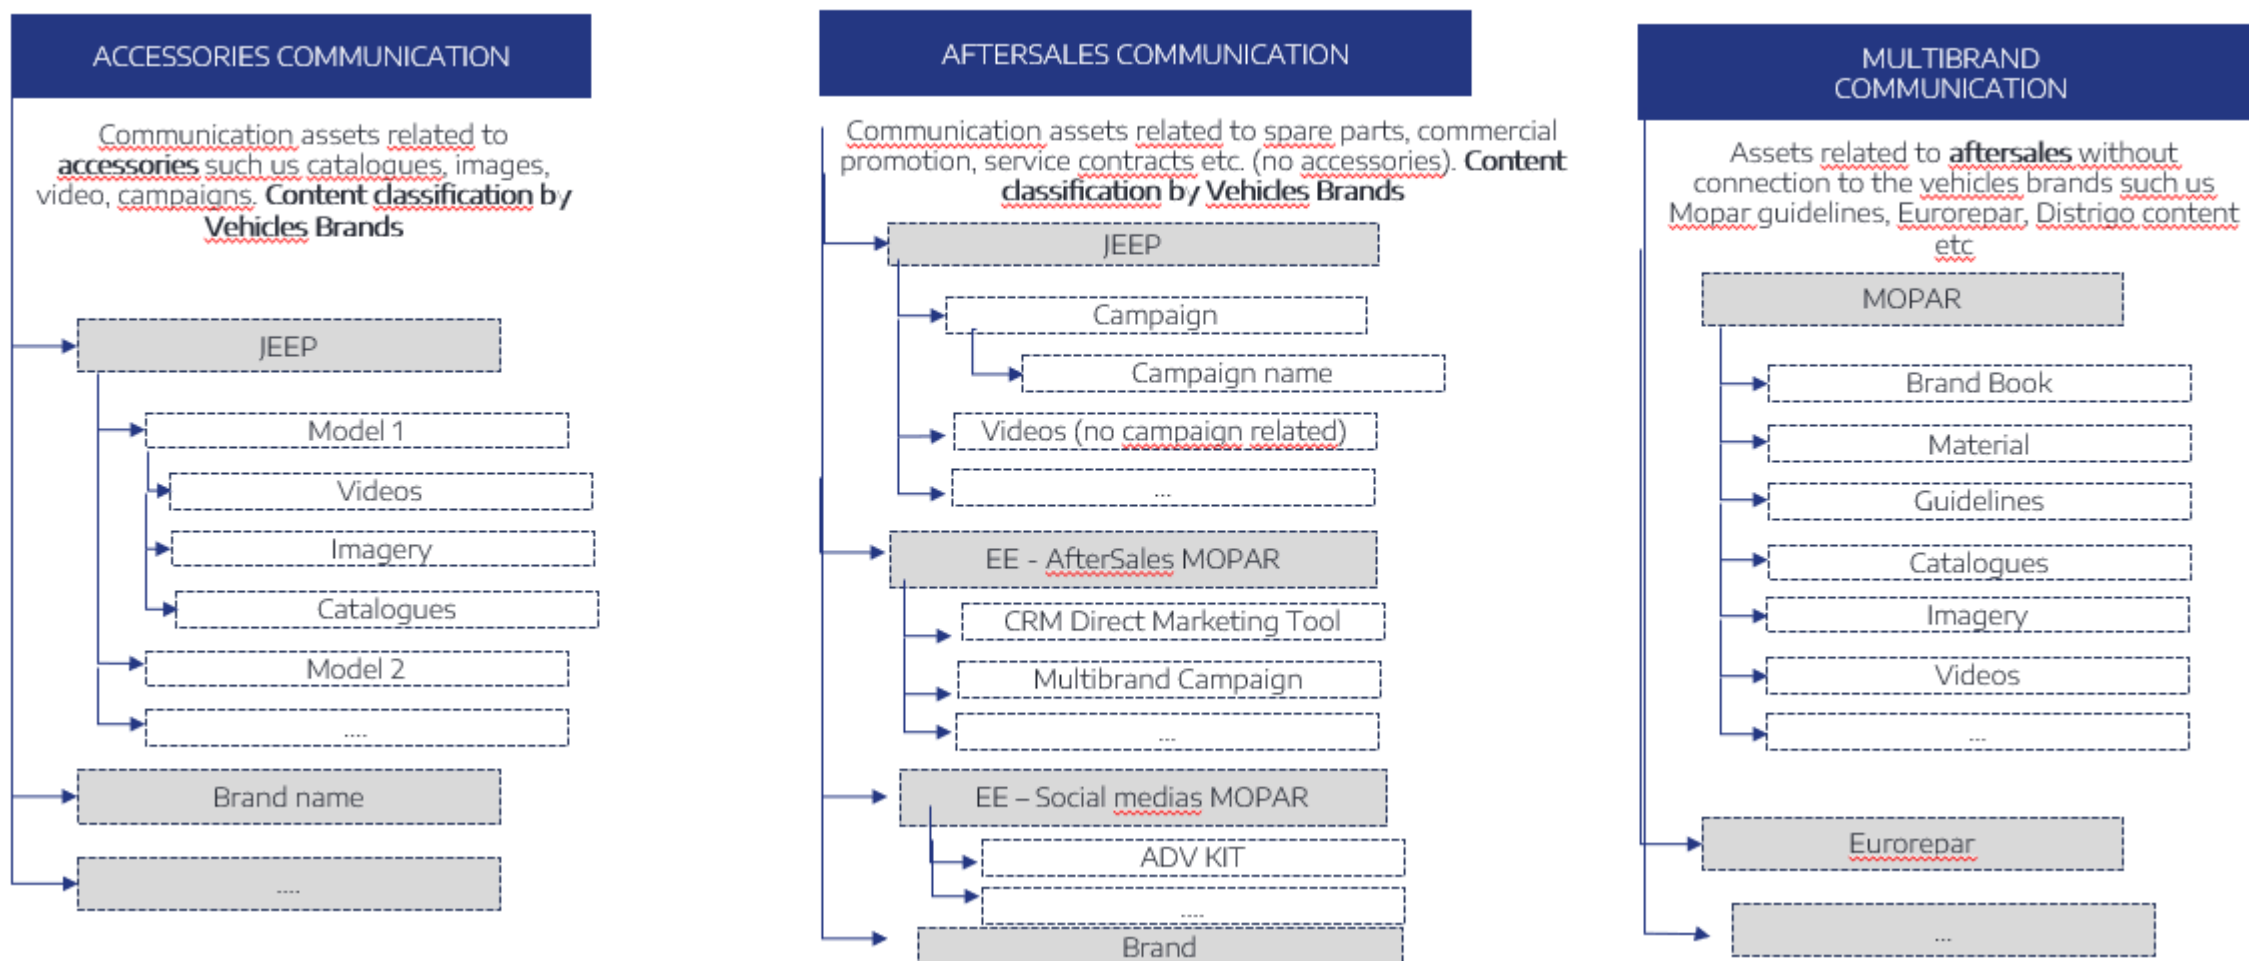 ACCESSORIES COMMUNICATION
Communication assets related to
accessories such us catalogues, images,
video, campaigns. Content classification by
Vehicles Brands
JEEP
Model 1
Videos
Imagery
Catalogues
Model 2
....
Brand name
....
AFTERSALES COMMUNICATION
Communication assets related to spare parts, commercial
promotion, service contracts etc. (no accessories). Content
classification by Vehicles Brands
JEEP
Campaign
Campaign name
Videos (no campaign related)
...
EE - AfterSales MOPAR
CRM Direct Marketing Tool
Multibrand Campaign
...
EE – Social medias MOPAR
ADV KIT
....
Brand
MULTIBRAND
COMMUNICATION
Assets related to aftersales without
connection to the vehicles brands such us
Mopar guidelines, Eurorepar, Distrigo content
etc
MOPAR
Brand Book
Material
Guidelines
Catalogues
Imagery
Videos
...
Eurorepar
...